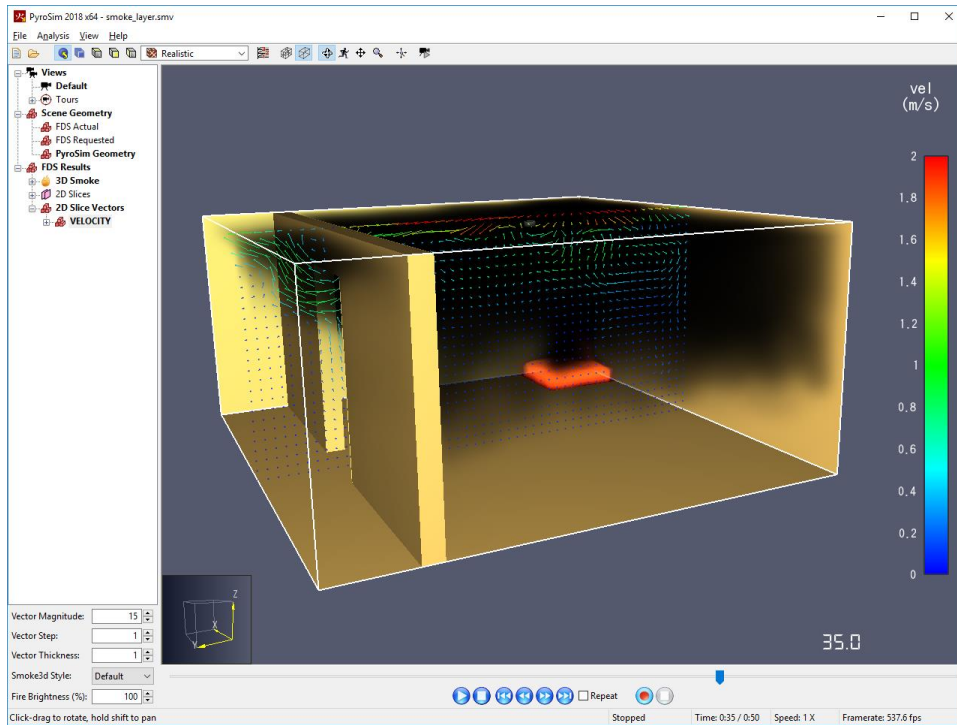 PyroSim 2018 x64 - smoke_layer.smv
File Analysis View Help
Realistic
Views
Default
Tours
Scene Geometry
FDS Actual
FDS Requested
PyroSim Geometry
FDS Results
3D Smoke
2D Slices
2D Slice Vectors
VELOCITY
vel
(m/s)
2
1.8
1.6
1.4
1.2
1
0.8
0.6
0.4
0.2
0
Z
X
Y
35.0
Vector Magnitude: 15
Vector Step: 1
Vector Thickness: 1
Smoke3d Style: Default
Fire Brightness (%): 100
Repeat
Click-drag to rotate, hold shift to pan Stopped Time: 0:35 / 0:50 Speed: 1 X Framerate: 537.6 fps